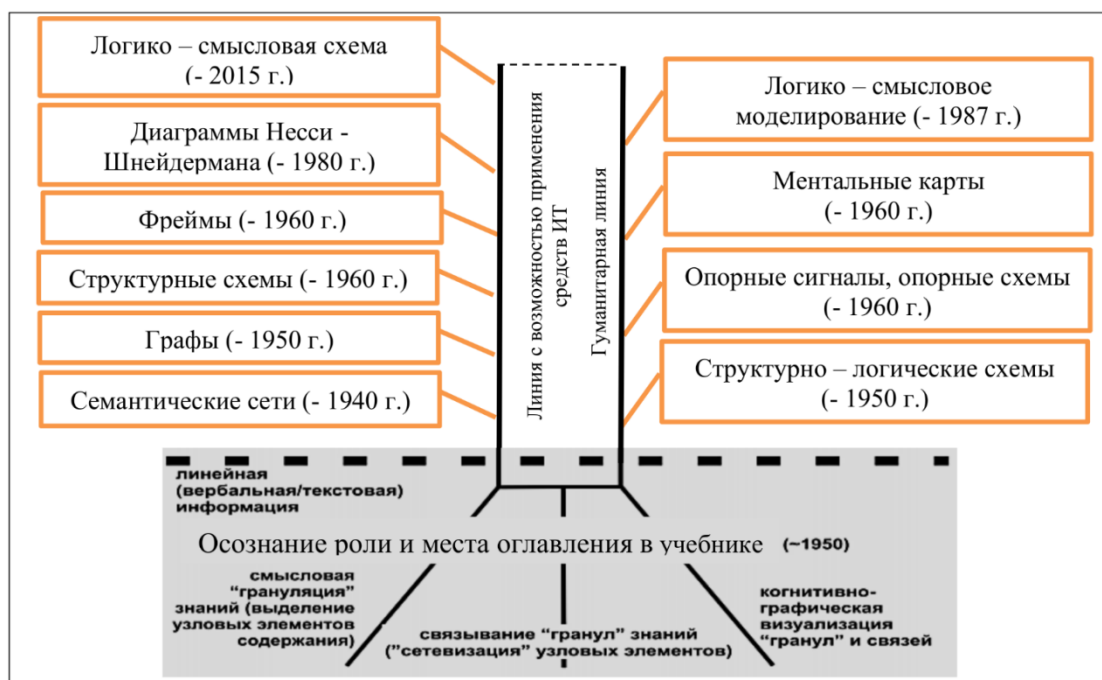 Логико – смысловая схема
(- 2015 г.)
Диаграммы Несси -
Шнейдермана (- 1980 г.)
Фреймы (- 1960 г.)
Структурные схемы (- 1960 г.)
Графы (- 1950 г.)
Семантические сети (- 1940 г.)
Линия с возможностью применения
средств ИТ
Гуманитарная линия
Логико – смысловое
моделирование (- 1987 г.)
Ментальные карты
(- 1960 г.)
Опорные сигналы, опорные схемы
(- 1960 г.)
Структурно – логические схемы
(- 1950 г.)
линейная
(вербальная/текстовая)
информация
Осознание роли и места оглавления в учебнике (~1950)
смысловая
"грануляция"
знаний (выделение
узловых элементов
содержания)
связывание "гранул" знаний
("сетевизация" узловых элементов)
когнитивно-
графическая
визуализация
"гранул" и связей